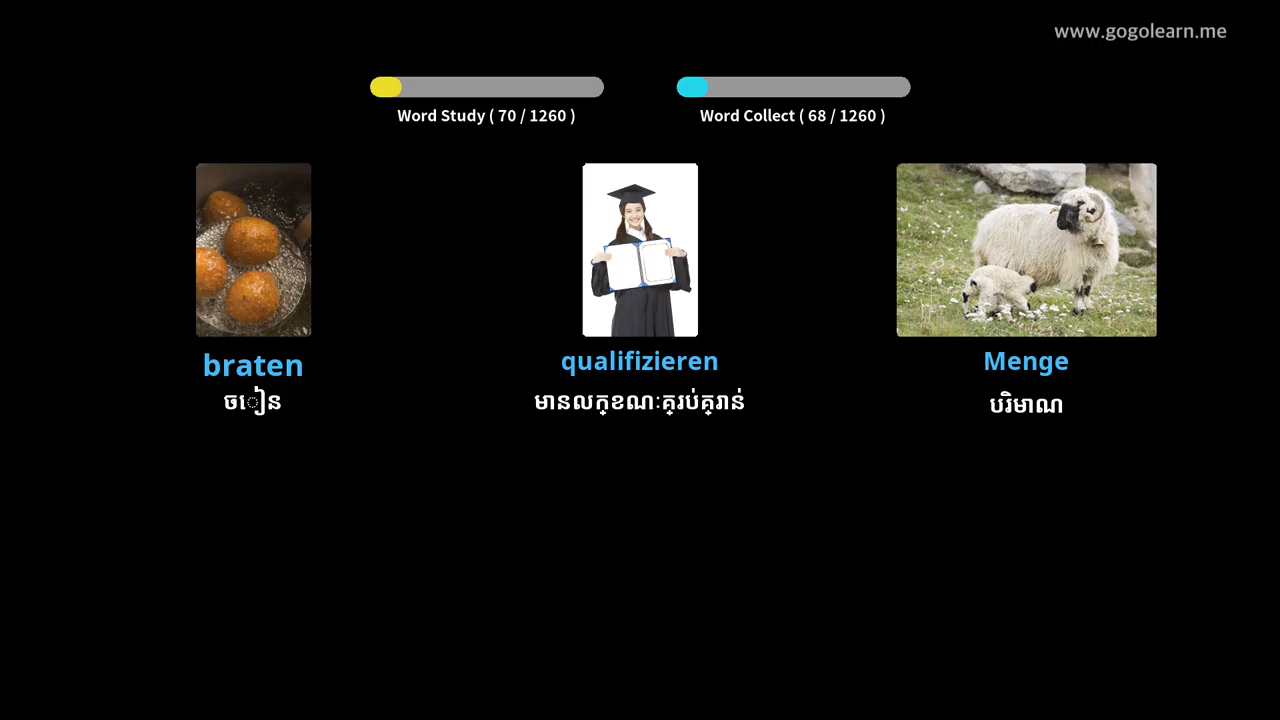 www.gogolearn.me
Word Study ( 70 / 1260 )
Word Collect ( 68 / 1260 )
braten
qualifizieren
Menge
ចៀន
មានលក្ខណៈគ្រប់គ្រាន់
បរិមាណ